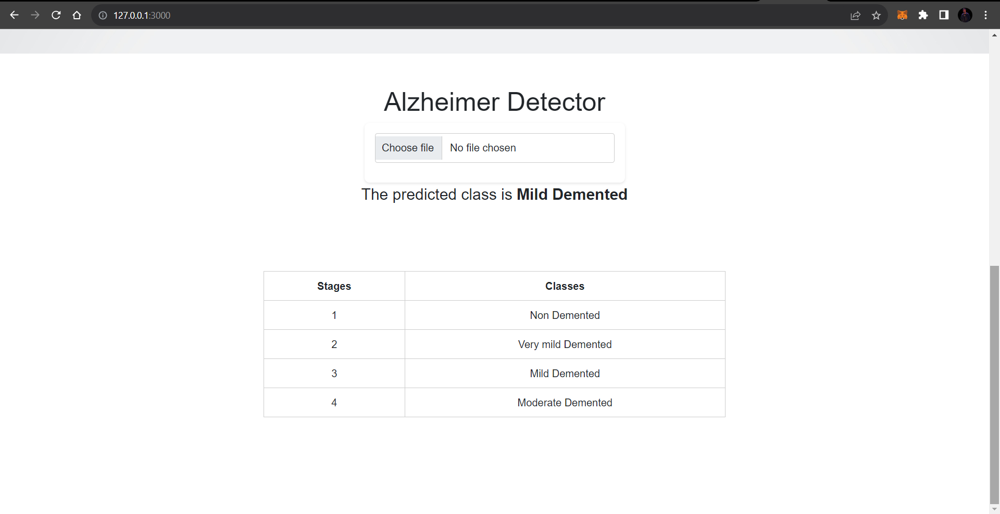 127.0.0.1:3000
Alzheimer Detector
Choose file No file chosen
The predicted class is Mild Demented
Stages Classes
1 Non Demented
2 Very mild Demented
3 Mild Demented
4 Moderate Demented